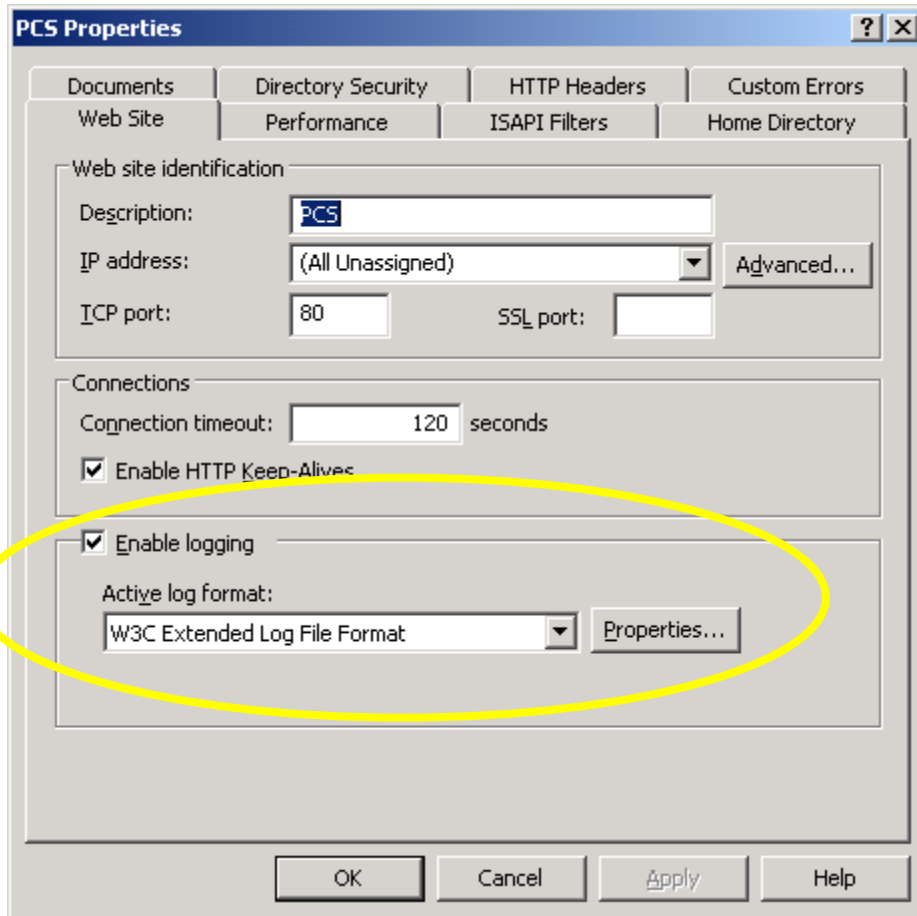 PCS Properties
Documents Directory Security HTTP Headers Custom Errors
Web Site Performance ISAPI Filters Home Directory
Web site identification
Description: PCS
IP address: (All Unassigned) Advanced...
TCP port: 80 SSL port:
Connections
Connection timeout: 120 seconds
Enable HTTP Keep-Alives
Enable logging
Active log format:
W3C Extended Log File Format Properties...
OK Cancel Apply Help